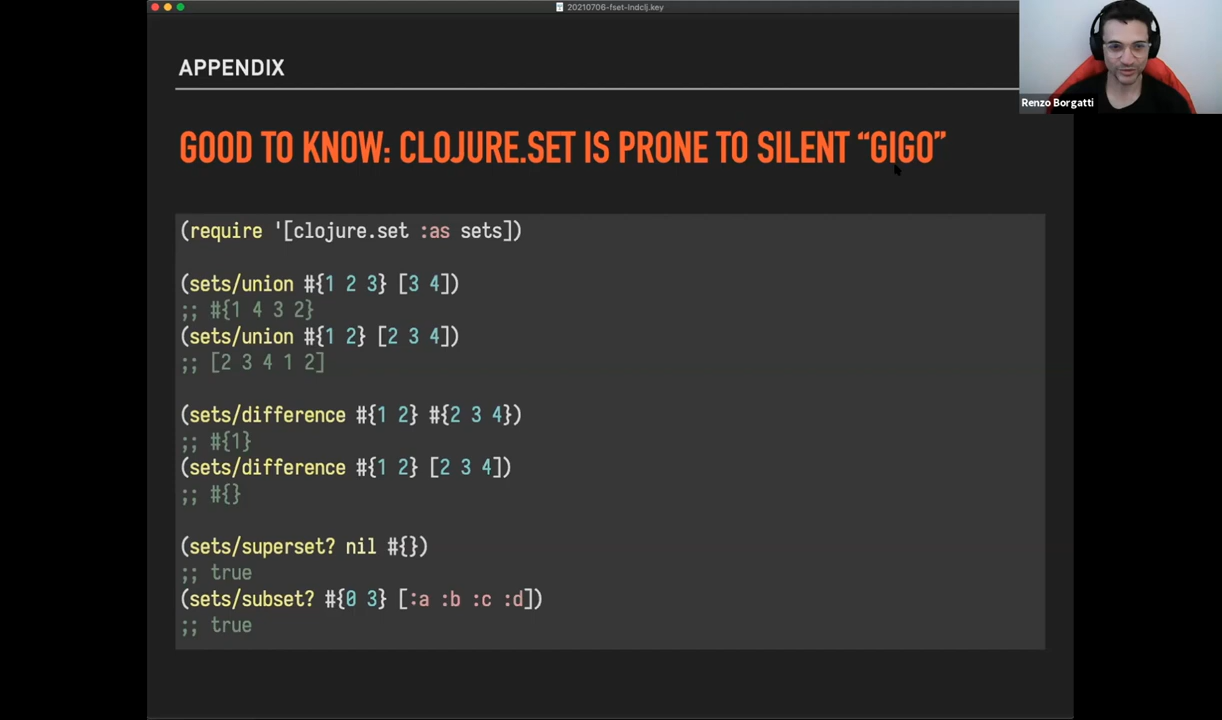 20210706-fset-lndclj.key
APPENDIX
Renzo Borgatti
GOOD TO KNOW: CLOJURE.SET IS PRONE TO SILENT “GIGO”
(require '[clojure.set :as sets])
(sets/union #{1 2 3} [3 4])
;; #{1 4 3 2}
(sets/union #{1 2} [2 3 4])
;; [2 3 4 1 2]
(sets/difference #{1 2} #{2 3 4})
;; #{1}
(sets/difference #{1 2} [2 3 4])
;; #{}
(sets/superset? nil #{})
;; true
(sets/subset? #{0 3} [:a :b :c :d])
;; true